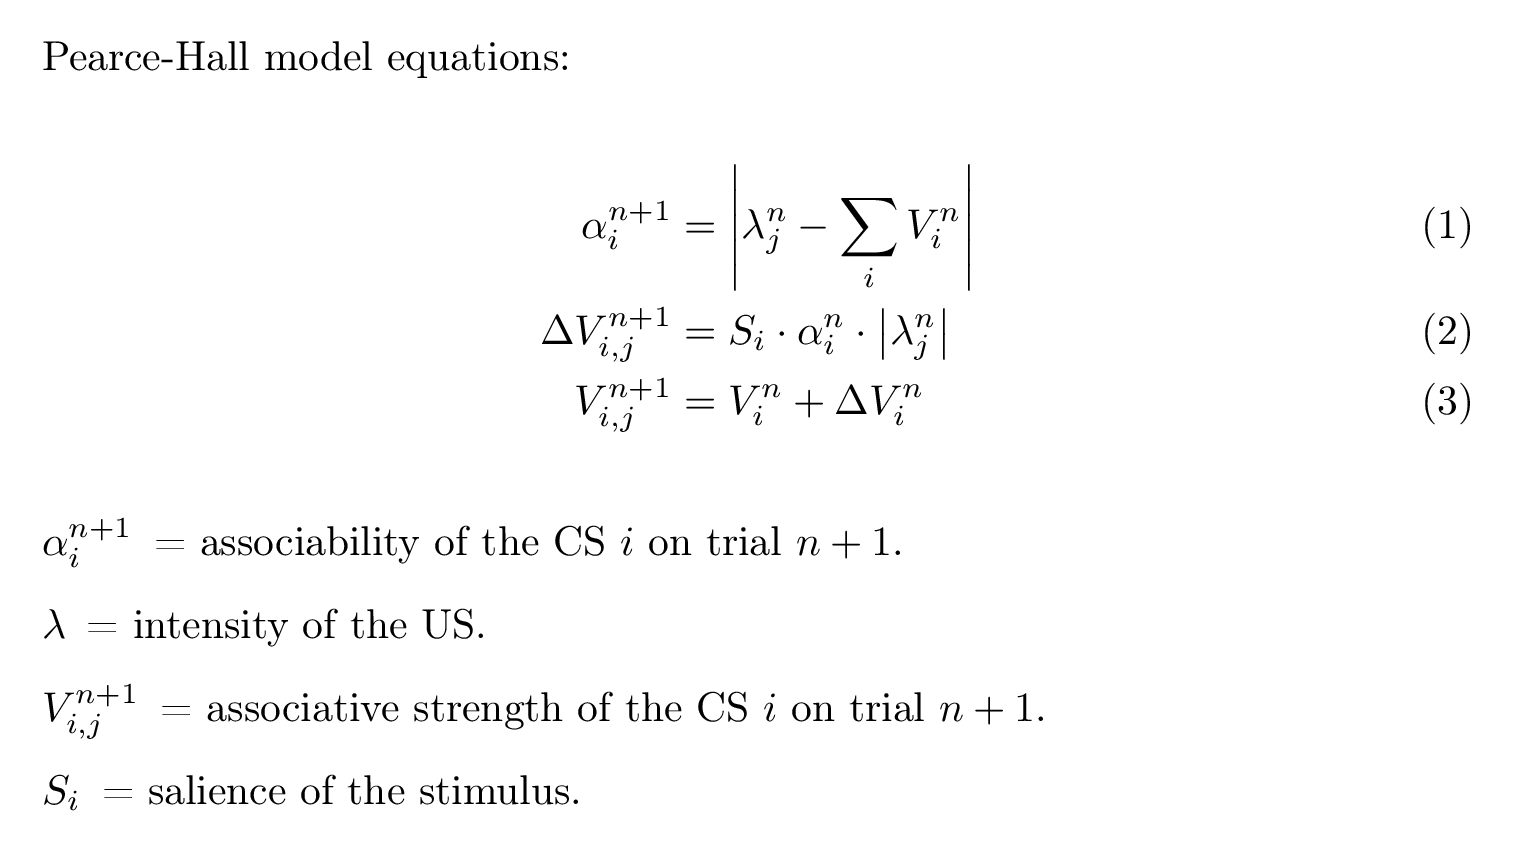 Pearce-Hall model equations:
$\alpha_i^{n+1} = \left| \lambda_j^n - \sum_i V_i^n \right|$ (1)
$\Delta V_{i,j}^{n+1} = S_i \cdot \alpha_i^n \cdot \left| \lambda_j^n \right|$ (2)
$V_{i,j}^{n+1} = V_i^n + \Delta V_i^n$ (3)
$\alpha_i^{n+1}$ = associability of the CS $i$ on trial $n + 1$.
$\lambda$ = intensity of the US.
$V_{i,j}^{n+1}$ = associative strength of the CS $i$ on trial $n + 1$.
$S_i$ = salience of the stimulus.